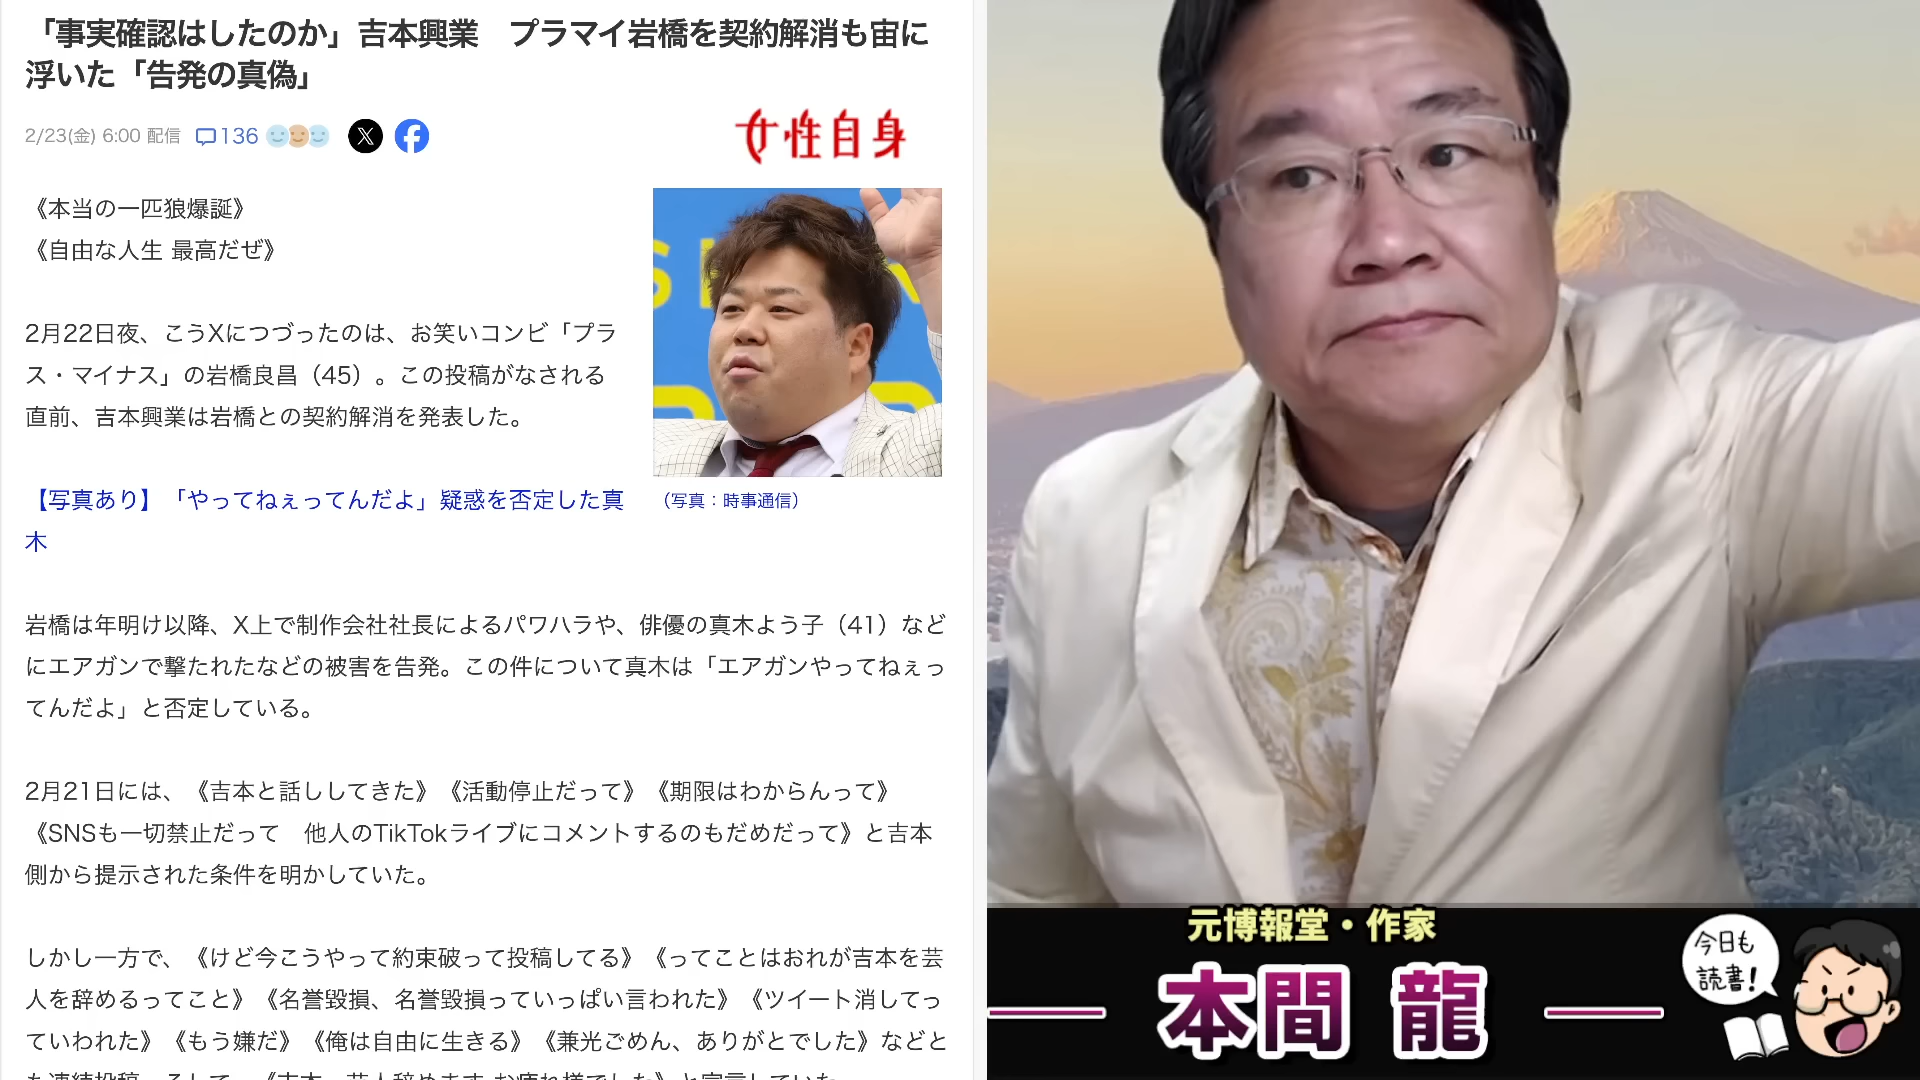 「事実確認はしたのか」吉本興業　プラマイ岩橋を契約解消も宙に
浮いた「告発の真偽」
2/23(金) 6:00 配信
136
女性自身
《本当の一匹狼爆誕》
《自由な人生 最高だぜ》
2月22日夜、こうXにつづったのは、お笑いコンビ「プラ
ス・マイナス」の岩橋良昌（45）。この投稿がなされる
直前、吉本興業は岩橋との契約解消を発表した。
【写真あり】「やってねぇってんだよ」疑惑を否定した真
木
（写真：時事通信）
岩橋は年明け以降、X上で制作会社社長によるパワハラや、俳優の真木よう子（41）など
にエアガンで撃たれたなどの被害を告発。この件について真木は「エアガンやってねぇっ
てんだよ」と否定している。
2月21日には、《吉本と話ししてきた》《活動停止だって》《期限はわからんって》
《SNSも一切禁止だって　他人のTikTokライブにコメントするのもだめだって》と吉本
側から提示された条件を明かしていた。
しかし一方で、《けど今こうやって約束破って投稿してる》《ってことはおれが吉本を芸
人を辞めるってこと》《名誉毀損、名誉毀損っていっぱい言われた》《ツイート消してっ
ていわれた》《もう嫌だ》《俺は自由に生きる》《兼光ごめん、ありがとでした》などと
元博報堂・作家
本間 龍
今日も
読書！